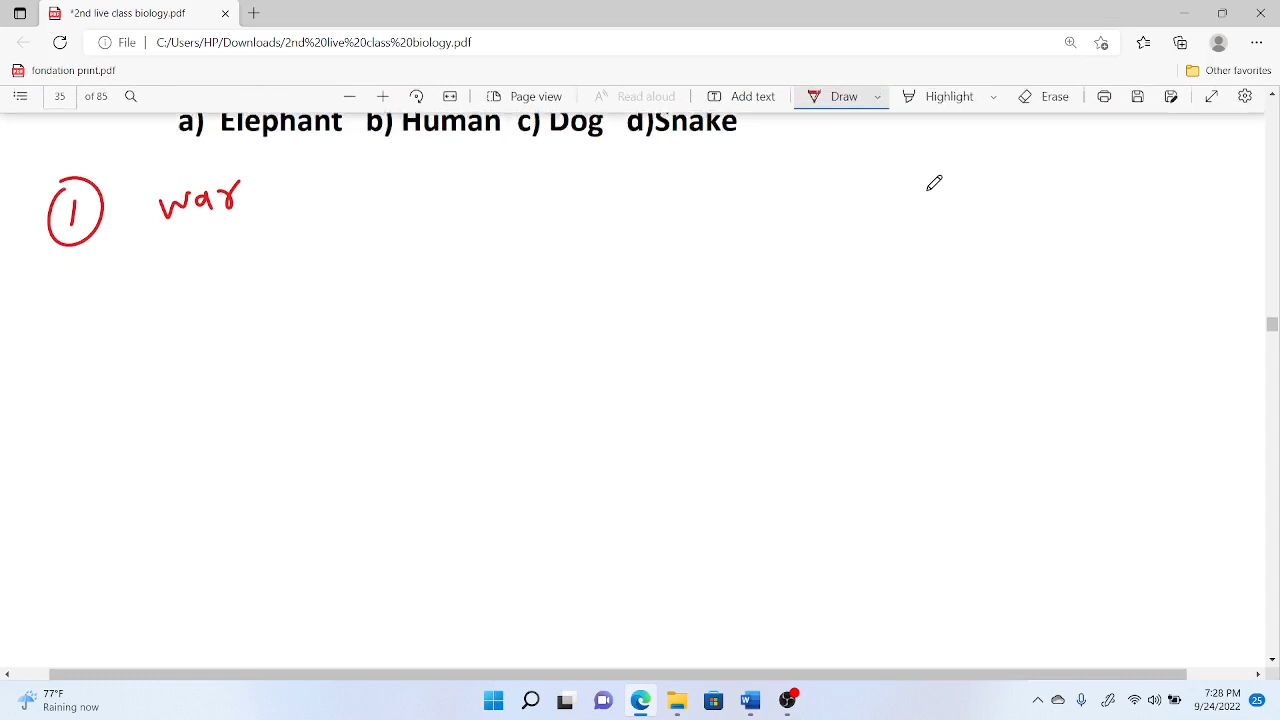 *2nd live class biology.pdf
File C:/Users/HP/Downloads/2nd%20live%20class%20biology.pdf
fondation print.pdf Other favorites
35 of 85 Page view Read aloud Add text Draw Highlight Erase
a) Elephant b) Human c) Dog d)Snake
1 war
77°F 7:28 PM
Raining now 9/24/2022 25